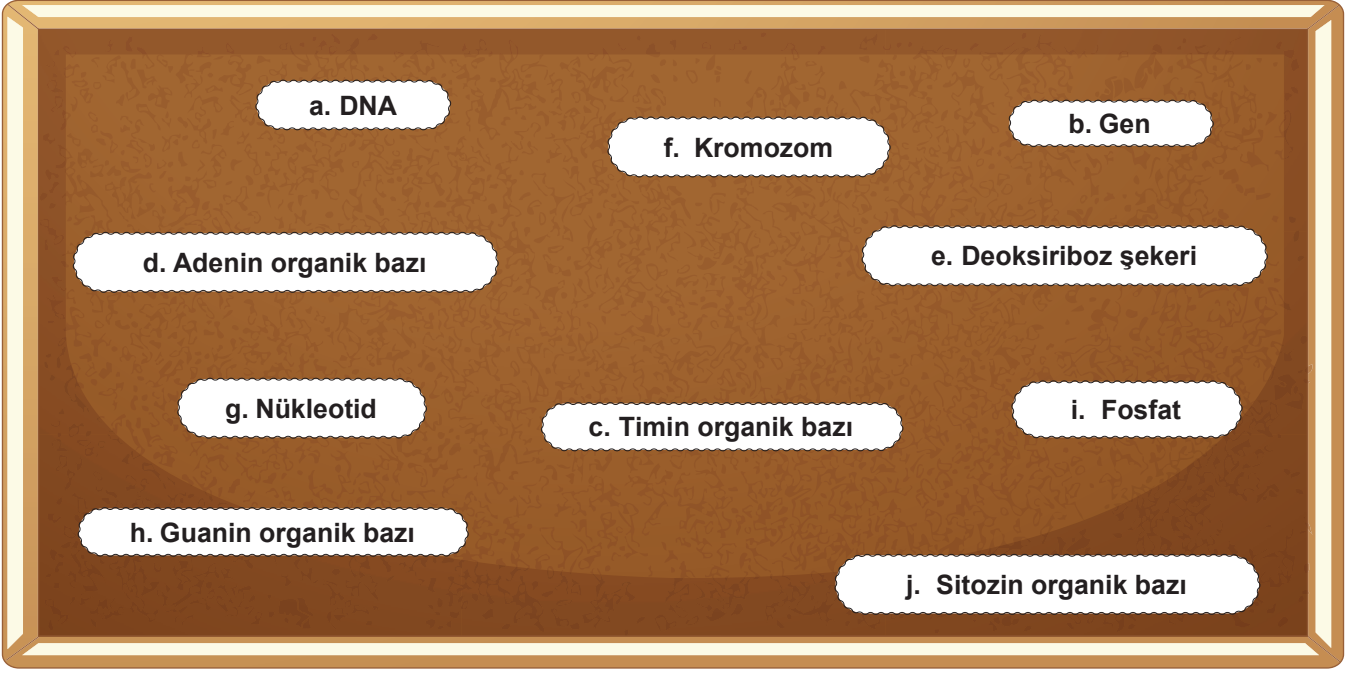 a. DNA
b. Gen
f. Kromozom
d. Adenin organik bazı
e. Deoksiriboz şekeri
g. Nükleotid
c. Timin organik bazı
i. Fosfat
h. Guanin organik bazı
j. Sitozin organik bazı